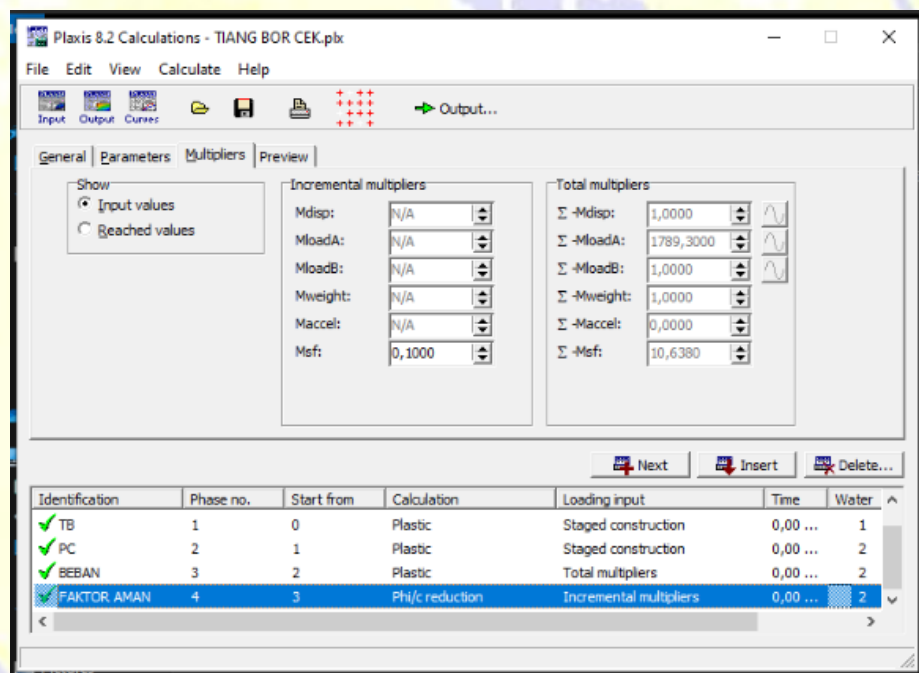 Plaxis 8.2 Calculations - TIANG BOR CEK.plx
File Edit View Calculate Help
Input Output Curves Output...
General Parameters Multipliers Preview
Show
Input values
Reached values
Incremental multipliers
Mdisp: N/A
MloadA: N/A
MloadB: N/A
Mweight: N/A
Maccel: N/A
Msf: 0,1000
Total multipliers
Σ -Mdisp: 1,0000
Σ -MloadA: 1789,3000
Σ -MloadB: 1,0000
Σ -Mweight: 1,0000
Σ -Maccel: 0,0000
Σ -Msf: 10,6380
Next Insert Delete...
Identification Phase no. Start from Calculation Loading input Time Water
TB 1 0 Plastic Staged construction 0,00 ... 1
PC 2 1 Plastic Staged construction 0,00 ... 2
BEBAN 3 2 Plastic Total multipliers 0,00 ... 2
FAKTOR AMAN 4 3 Phi/c reduction Incremental multipliers 0,00 ... 2